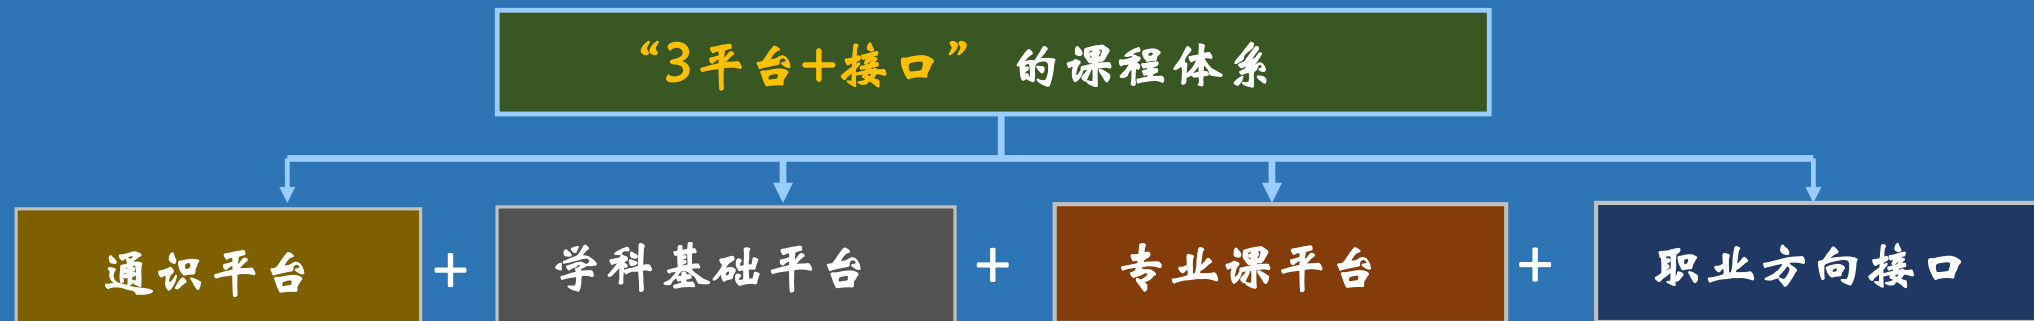 “3平台+接口” 的课程体系
通识平台 + 学科基础平台 + 专业课平台 + 职业方向接口